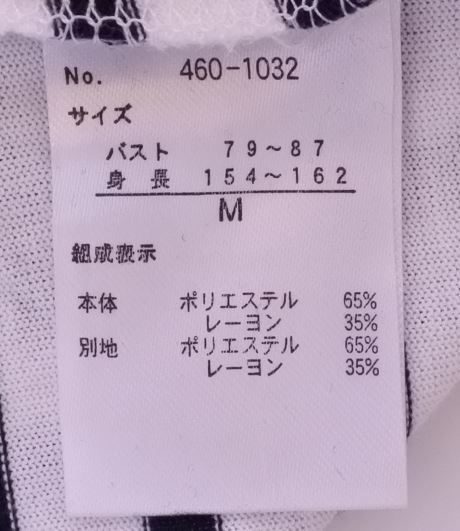 No. 460-1032
サイズ
バスト 79～87
身長 154～162
M
組成表示
本体 ポリエステル 65%
レーヨン 35%
別地 ポリエステル 65%
レーヨン 35%